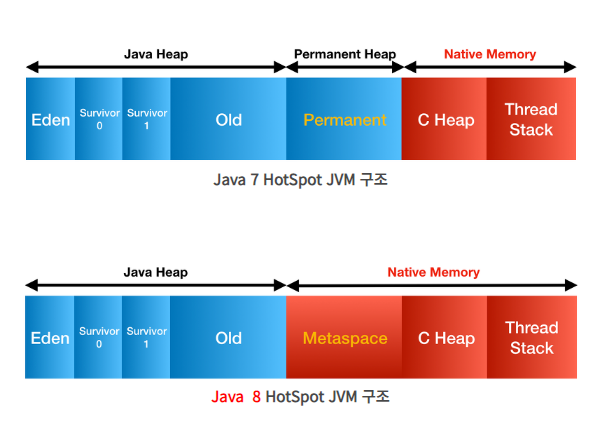 Java Heap
Permanent Heap
Native Memory
Eden
Survivor
0
Survivor
1
Old
Permanent
C Heap
Thread
Stack
Java 7 HotSpot JVM 구조
Java Heap
Native Memory
Eden
Survivor
0
Survivor
1
Old
Metaspace
C Heap
Thread
Stack
Java 8 HotSpot JVM 구조